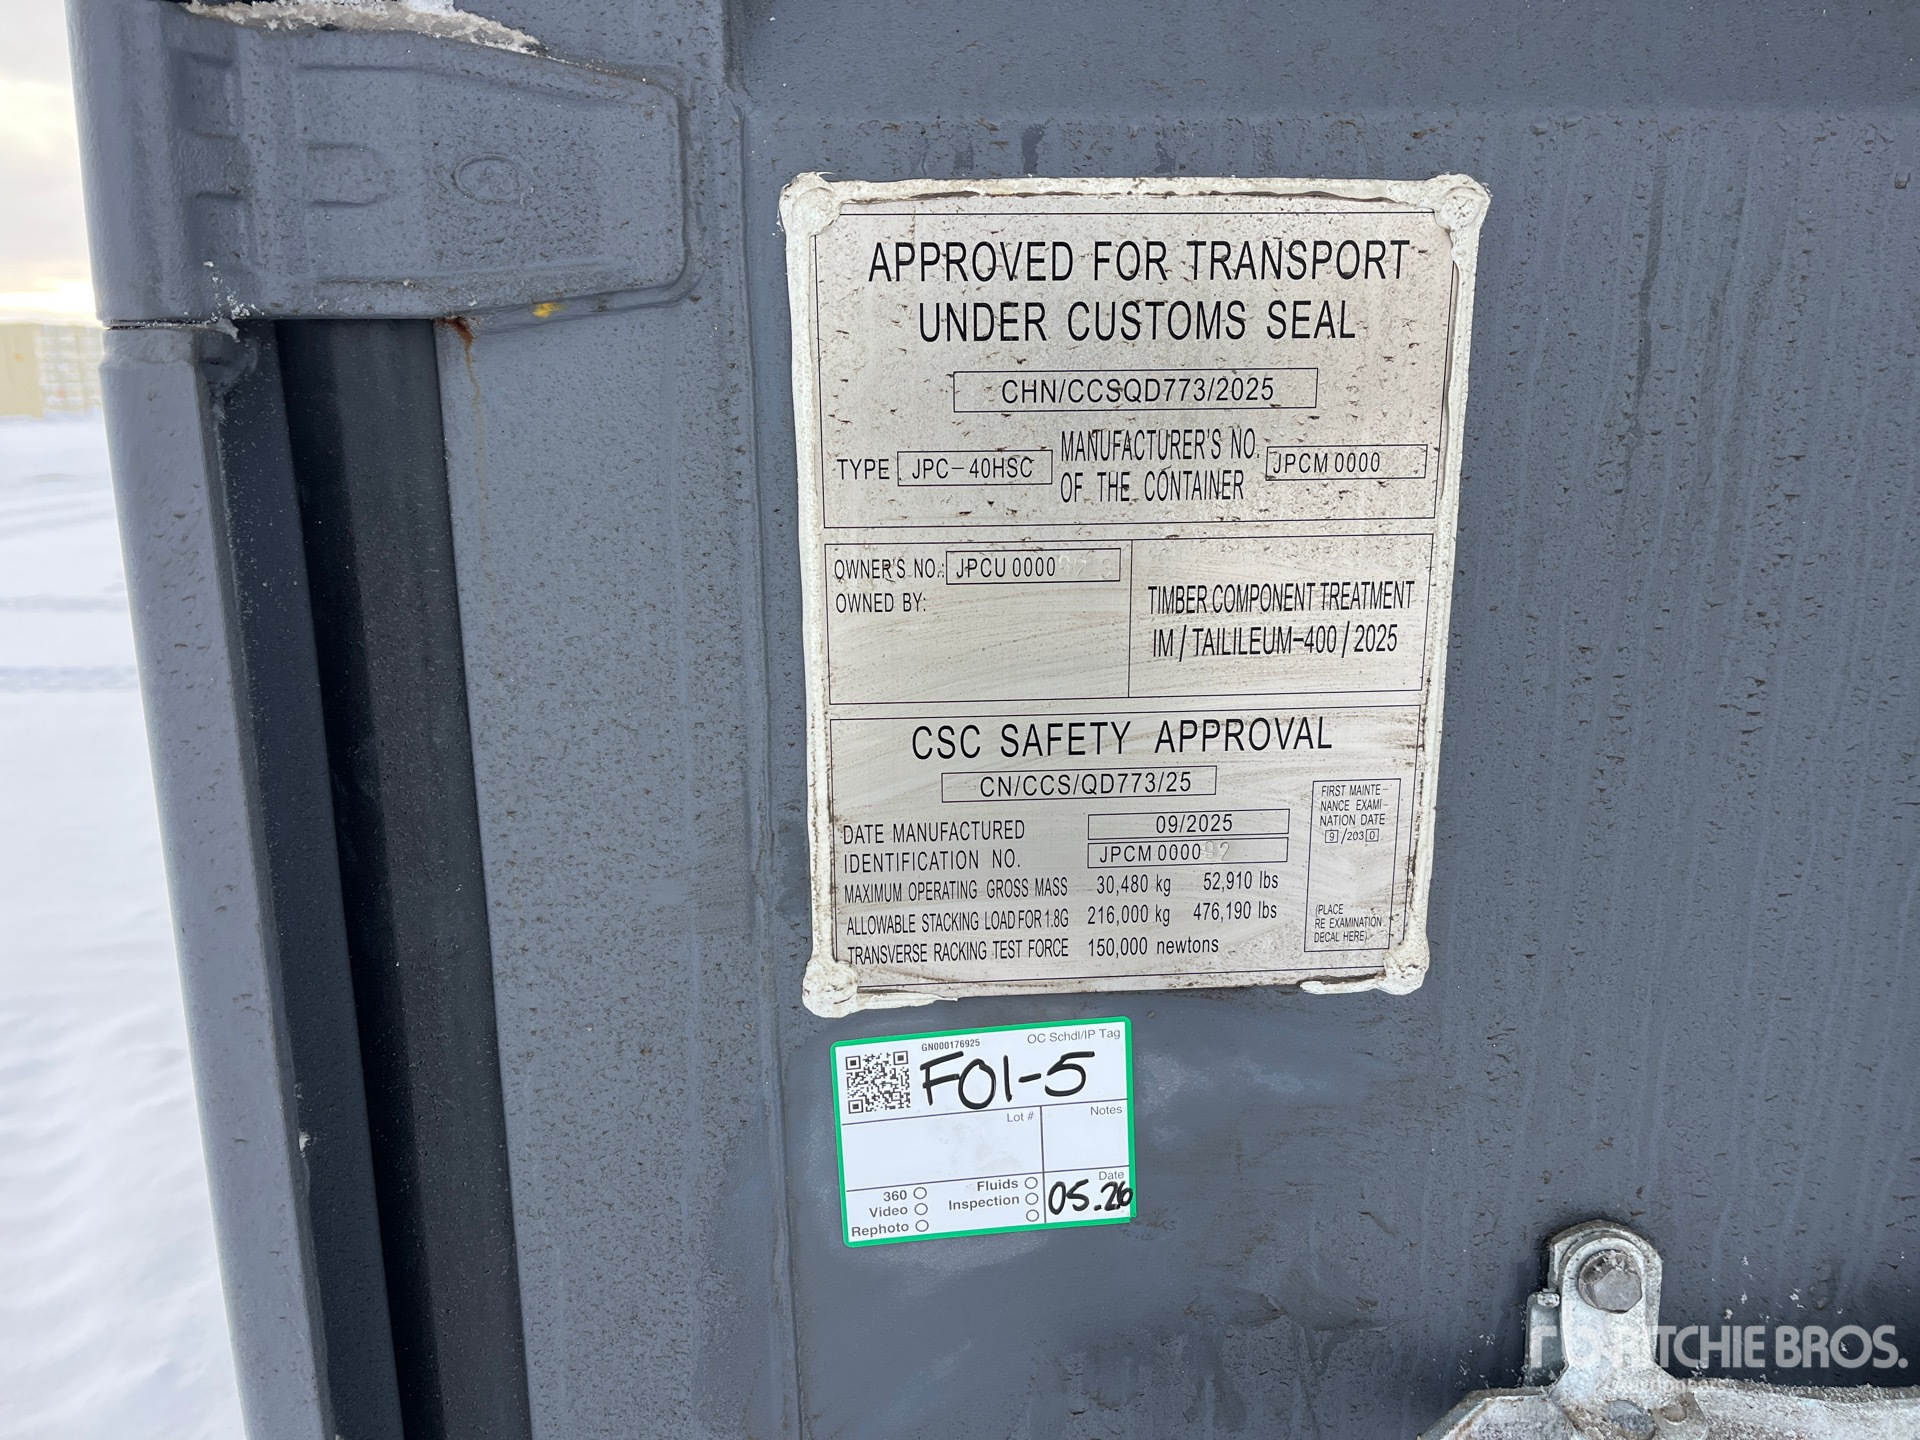 APPROVED FOR TRANSPORT
UNDER CUSTOMS SEAL
CHN/CCSQD773/2025
TYPE JPC-40HSC MANUFACTURER'S NO. OF THE CONTAINER JPCM 0000
OWNER'S NO.: JPCU 0000
OWNED BY:
TIMBER COMPONENT TREATMENT
IM/TAILILEUM-400/2025
CSC SAFETY APPROVAL
CN/CCS/QD773/25
DATE MANUFACTURED 09/2025
IDENTIFICATION NO. JPCM 0000
MAXIMUM OPERATING GROSS MASS 30,480 kg 52,910 lbs
ALLOWABLE STACKING LOAD FOR 1.8G 216,000 kg 476,190 lbs
TRANSVERSE RACKING TEST FORCE 150,000 newtons
FIRST MAINTE-
NANCE EXAMI-
NATION DATE
9/2030
(PLACE
RE EXAMINATION
DECAL HERE)
GN000176925
OC Schdl/IP Tag
F01-5
Lot #
Notes
360
Video
Rephoto
Fluids
Inspection
Date
05.26
RITCHIE BROS.